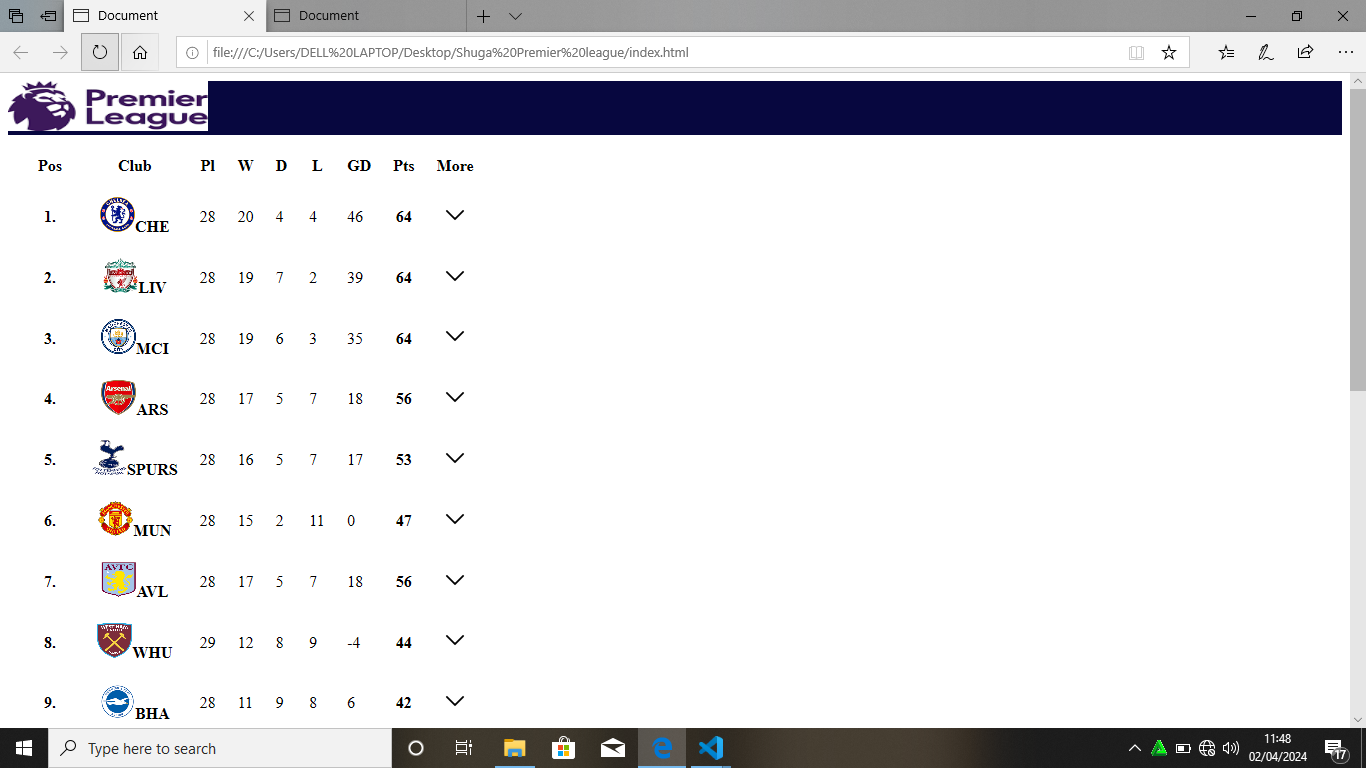 Document
Document
file:///C:/Users/DELL%20LAPTOP/Desktop/Shuga%20Premier%20league/index.html
Premier
League
Pos Club Pl W D L GD Pts More
1. CHE 28 20 4 4 46 64
2. LIV 28 19 7 2 39 64
3. MCI 28 19 6 3 35 64
Arsenal
4. ARS 28 17 5 7 18 56
5. SPURS 28 16 5 7 17 53
6. MUN 28 15 2 11 0 47
AVFC
7. AVL 28 17 5 7 18 56
8. WHU 29 12 8 9 -4 44
9. BHA 28 11 9 8 6 42
Type here to search
11:48
02/04/2024
17